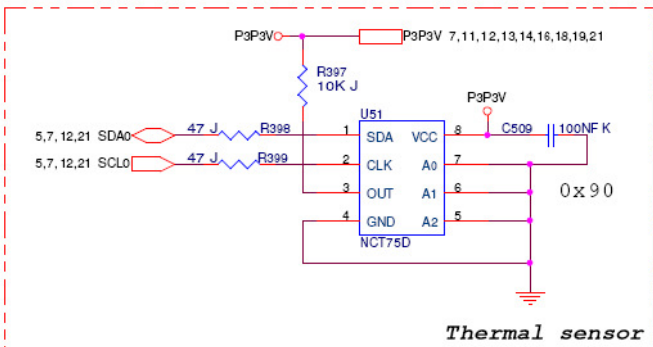 P3P3V P3P3V 7,11,12,13,14,16,18,19,21
R397
10K J
P3P3V
U51
5,7,12,21 SDA0 47 J R398 1 SDA VCC 8 C509 100NF K
5,7,12,21 SCL0 47 J R399 2 CLK A0 7
3 OUT A1 6 0x90
4 GND A2 5
NCT75D
Thermal sensor